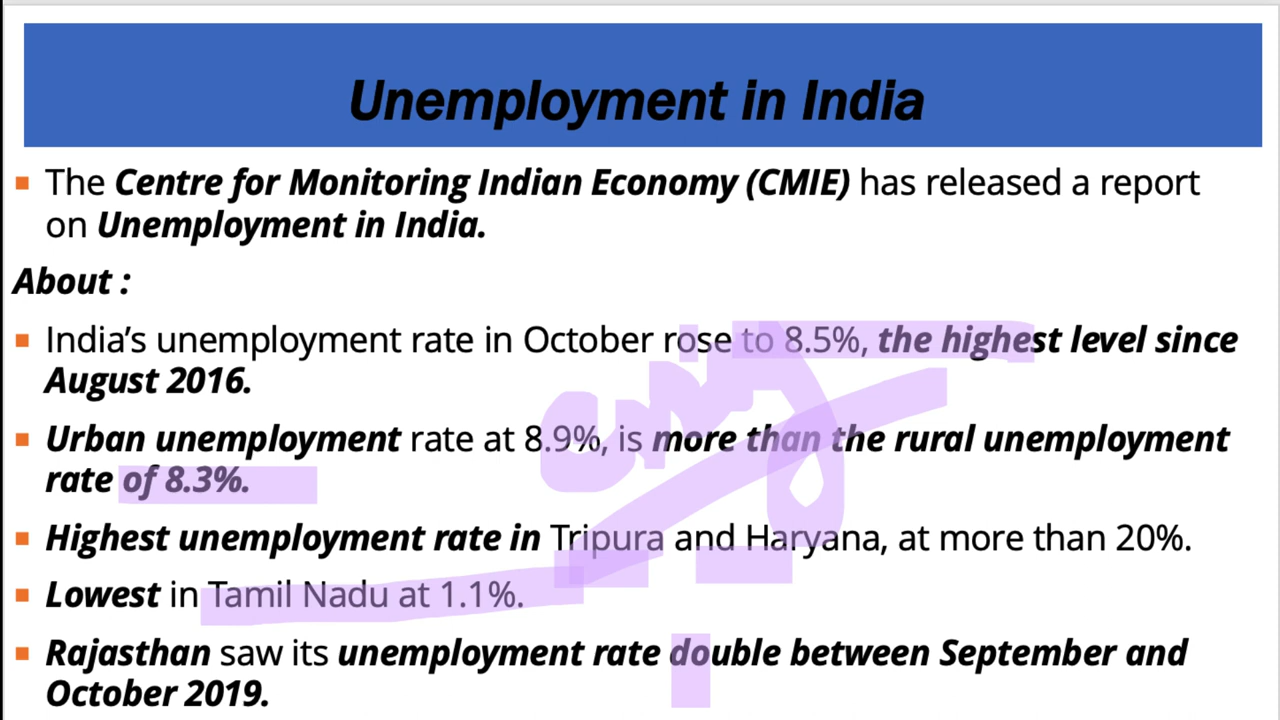 Unemployment in India
The Centre for Monitoring Indian Economy (CMIE) has released a report
on Unemployment in India.
About :
India’s unemployment rate in October rose to 8.5%, the highest level since
August 2016.
Urban unemployment rate at 8.9%, is more than the rural unemployment
rate of 8.3%.
Highest unemployment rate in Tripura and Haryana, at more than 20%.
Lowest in Tamil Nadu at 1.1%.
Rajasthan saw its unemployment rate double between September and
October 2019.